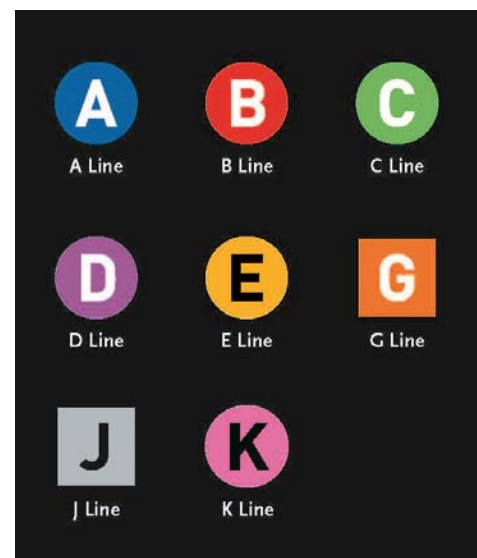 A B C
A Line B Line C Line
D E G
D Line E Line G Line
J K
J Line K Line